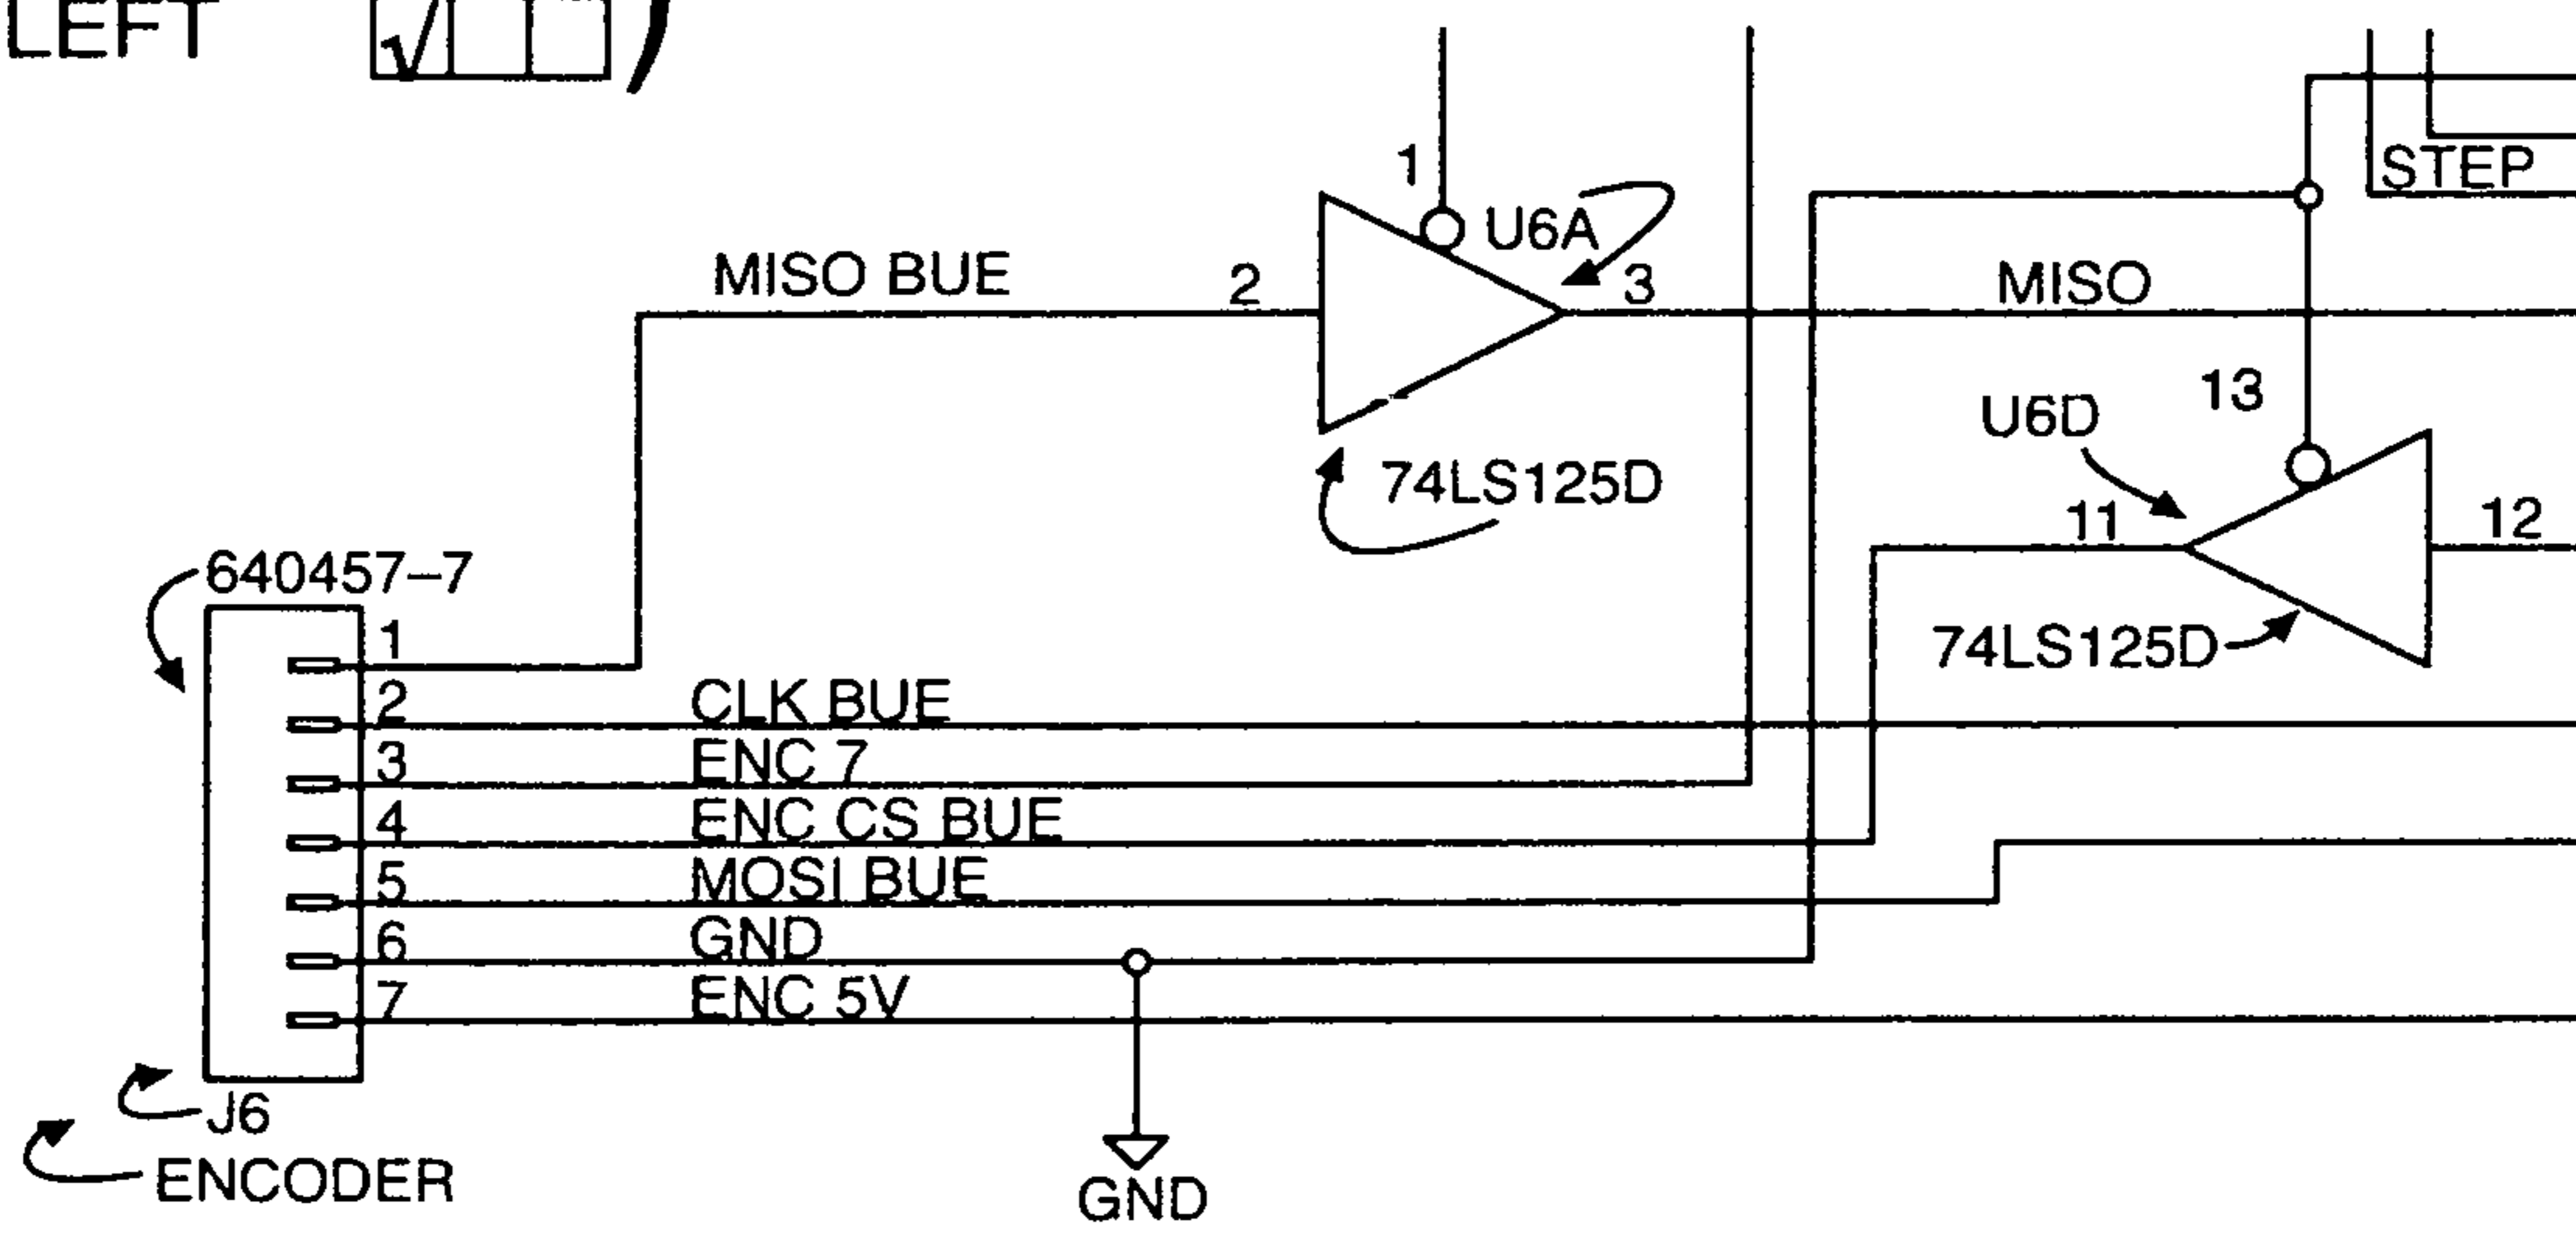 LEFT √
STEP
1
U6A
MISO BUE
2
3
MISO
13
U6D
74LS125D
11
12
640457–7
74LS125D
1
2
CLK BUE
3
ENC 7
4
ENC CS BUE
5
MOSI BUE
6
GND
7
ENC 5V
J6
ENCODER
GND